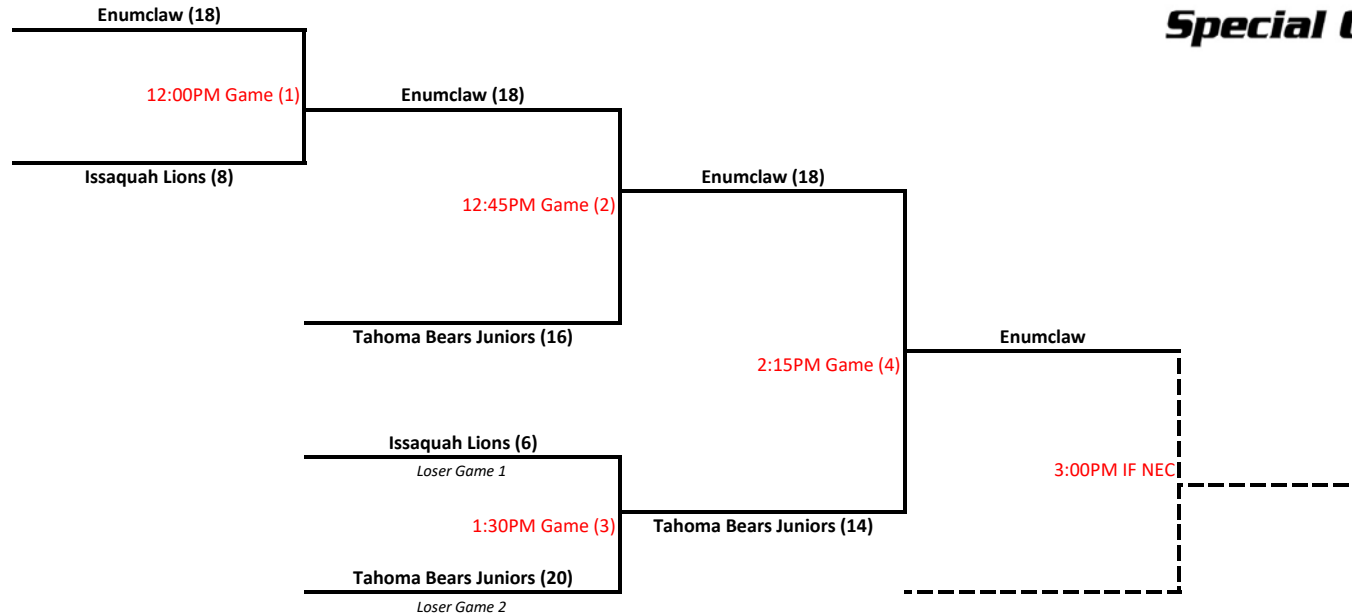 Enumclaw (18)
Special
12:00PM Game (1)
Enumclaw (18)
Issaquah Lions (8)
Enumclaw (18)
12:45PM Game (2)
Tahoma Bears Juniors (16)
Enumclaw
2:15PM Game (4)
Issaquah Lions (6)
Loser Game 1
3:00PM IF NEC
1:30PM Game (3)
Tahoma Bears Juniors (14)
Tahoma Bears Juniors (20)
Loser Game 2